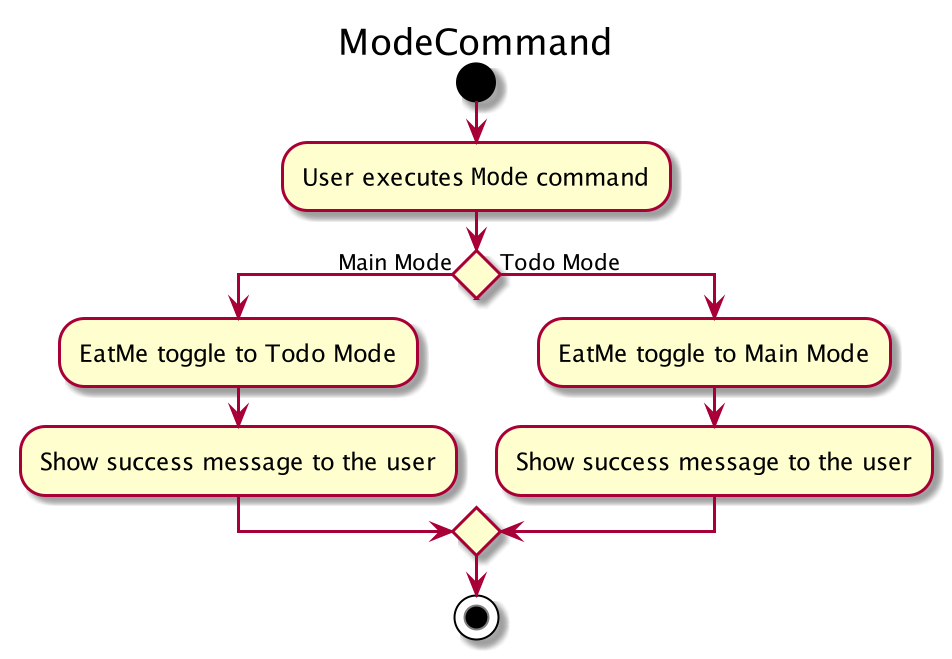 ModeCommand
User executes Mode command
Main Mode
Todo Mode
EatMe toggle to Todo Mode
EatMe toggle to Main Mode
Show success message to the user
Show success message to the user